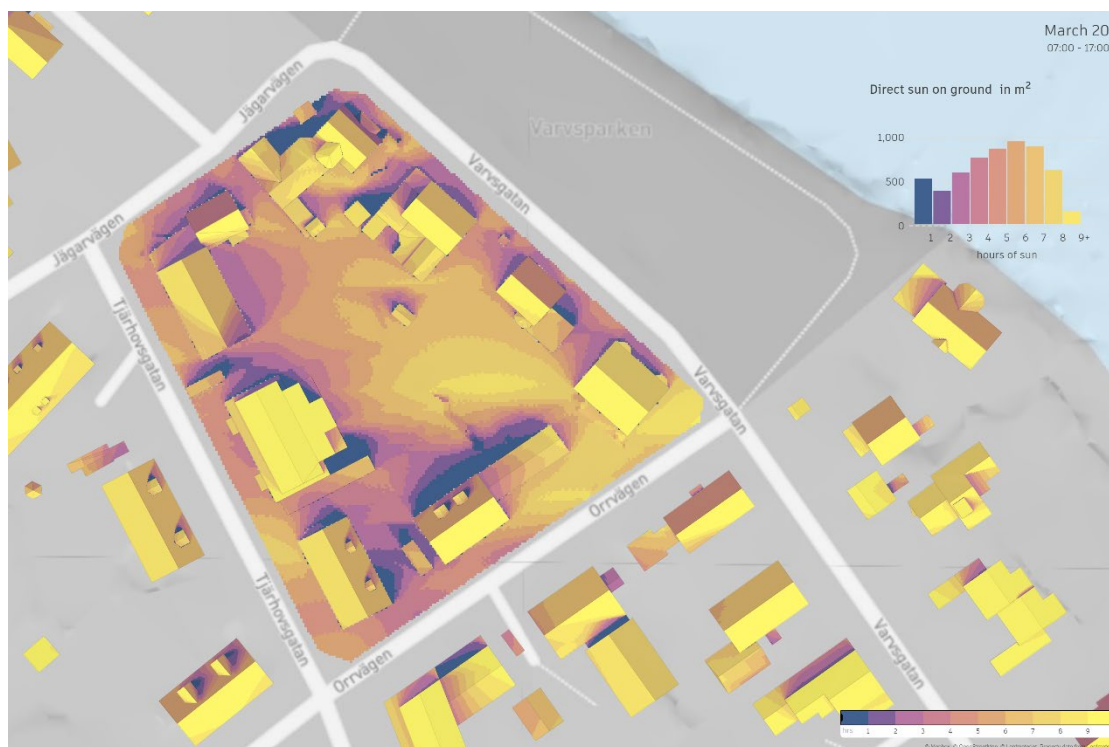 March 20
07:00 - 17:00
Direct sun on ground in m²
1,000
500
0
1 2 3 4 5 6 7 8 9+
hours of sun
Varvsparken
Jägarvägen
Varvsgatan
Jägarvägen
Tjärhovsgatan
Varvsgatan
Orrvägen
Tjärhovsgatan
Orrvägen
Varvsgatan
hrs 1 2 3 4 5 6 7 8 9